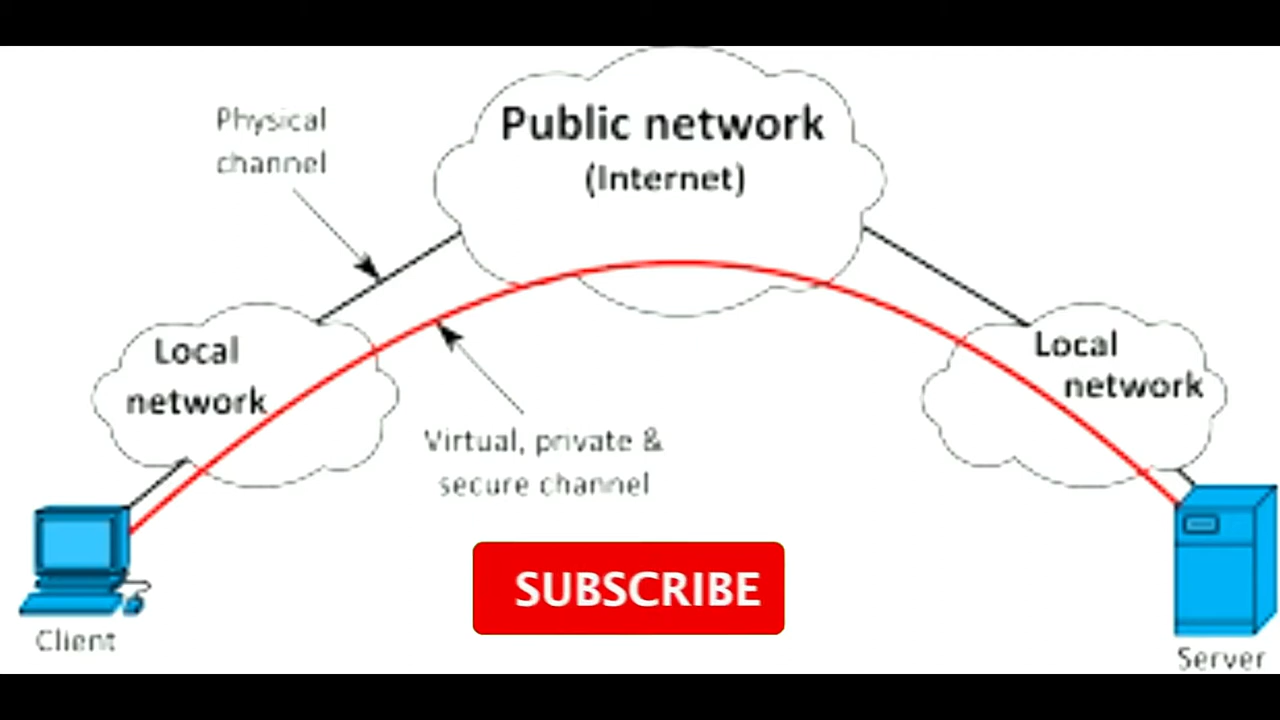 Public network
(Internet)
Physical
channel
Local
network
Local
network
Virtual, private &
secure channel
SUBSCRIBE
Client
Server